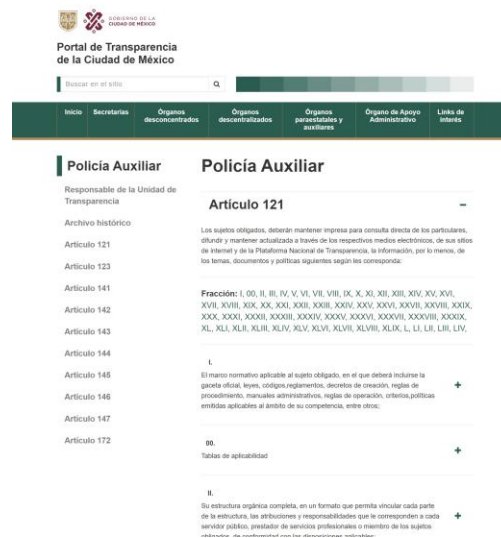 GOBIERNO DE LA
CIUDAD DE MÉXICO
Portal de Transparencia
de la Ciudad de México
Buscar en el sitio
Inicio
Secretarías
Órganos
desconcentrados
Órganos
descentralizados
Órganos
paraestatales y
auxiliares
Órgano de Apoyo
Administrativo
Links de
interés
Policía Auxiliar
Responsable de la Unidad de
Transparencia
Archivo histórico
Artículo 121
Artículo 123
Artículo 141
Artículo 142
Artículo 143
Artículo 144
Artículo 145
Artículo 146
Artículo 147
Artículo 172
Policía Auxiliar
Artículo 121
Los sujetos obligados, deberán mantener impresa para consulta directa de los particulares,
difundir y mantener actualizada a través de los respectivos medios electrónicos, de sus sitios
de internet y de la Plataforma Nacional de Transparencia, la información, por lo menos, de
los temas, documentos y políticas siguientes según les corresponda:
Fracción: I, 00, II, III, IV, V, VI, VII, VIII, IX, X, XI, XII, XIII, XIV, XV, XVI,
XVII, XVIII, XIX, XX, XXI, XXII, XXIII, XXIV, XXV, XXVI, XXVII, XXVIII, XXIX,
XXX, XXXI, XXXII, XXXIII, XXXIV, XXXV, XXXVI, XXXVII, XXXVIII, XXXIX,
XL, XLI, XLII, XLIII, XLIV, XLV, XLVI, XLVII, XLVIII, XLIX, L, LI, LII, LIII, LIV,
I.
El marco normativo aplicable al sujeto obligado, en el que deberá incluirse la
gaceta oficial, leyes, códigos,reglamentos, decretos de creación, reglas de
procedimiento, manuales administrativos, reglas de operación, criterios,políticas
emitidas aplicables al ámbito de su competencia, entre otros;
00.
Tablas de aplicabilidad
II.
Su estructura orgánica completa, en un formato que permita vincular cada parte
de la estructura, las atribuciones y responsabilidades que le corresponden a cada
servidor público, prestador de servicios profesionales o miembro de los sujetos
obligados, de conformidad con las disposiciones aplicables;